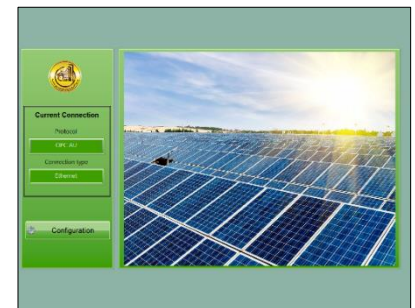 Current Connection
Protocol
OPC AU
Connection type
Ethernet
Configuration